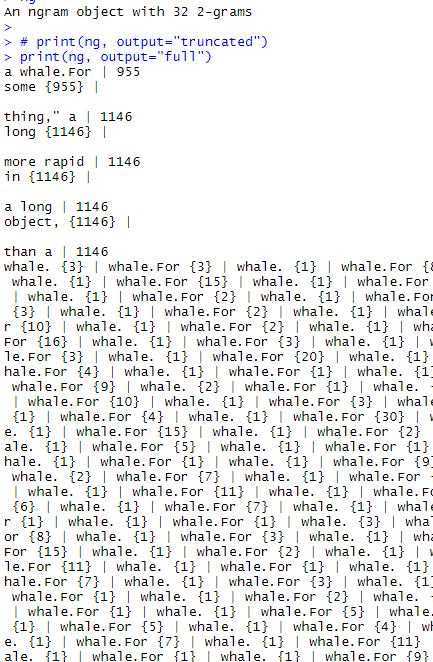 An ngram object with 32 2-grams
>
> # print(ng, output="truncated")
> print(ng, output="full")
a whale.For | 955
some {955} |
thing," a | 1146
long {1146} |
more rapid | 1146
in {1146} |
a long | 1146
object, {1146} |
than a | 1146
whale. {3} | whale.For {3} | whale. {1} | whale.For
whale. {1} | whale.For {15} | whale. {1} | whale.For
| whale. {1} | whale.For {2} | whale. {1} | whale.For
{3} | whale. {1} | whale.For {2} | whale. {1} |
r {10} | whale. {1} | whale.For {2} | whale. {1} |
For {16} | whale. {1} | whale.For {3} | whale. {1} |
le.For {3} | whale. {1} | whale.For {20} | whale. {1}
hale.For {4} | whale. {1} | whale.For {1} | whale. {1}
whale.For {9} | whale. {2} | whale.For {1} | whale.
| whale.For {10} | whale. {1} | whale.For {3} | whale.
{1} | whale.For {4} | whale. {1} | whale.For {30} |
e. {1} | whale.For {15} | whale. {1} | whale.For {2}
ale. {1} | whale.For {5} | whale. {1} | whale.For {1}
hale. {1} | whale.For {1} | whale. {1} | whale.For {9}
whale. {2} | whale.For {7} | whale. {1} | whale.For
| whale. {1} | whale.For {11} | whale. {1} |
{6} | whale. {1} | whale.For {7} | whale. {1} |
r {1} | whale. {1} | whale.For {1} | whale. {3} |
or {8} | whale. {1} | whale.For {3} | whale. {1} |
For {15} | whale. {1} | whale.For {2} | whale. {1} |
le.For {11} | whale. {1} | whale.For {1} | whale. {1}
hale.For {7} | whale. {1} | whale.For {3} | whale. {1}
whale.For {1} | whale. {1} | whale.For {2} | whale.
| whale.For {1} | whale. {1} | whale.For {5} | whale.
{1} | whale.For {5} | whale. {1} | whale.For {4} |
e. {1} | whale.For {7} | whale. {1} | whale.For {11}
ale. {1} | whale.For {1} | whale. {1} | whale.For {9}